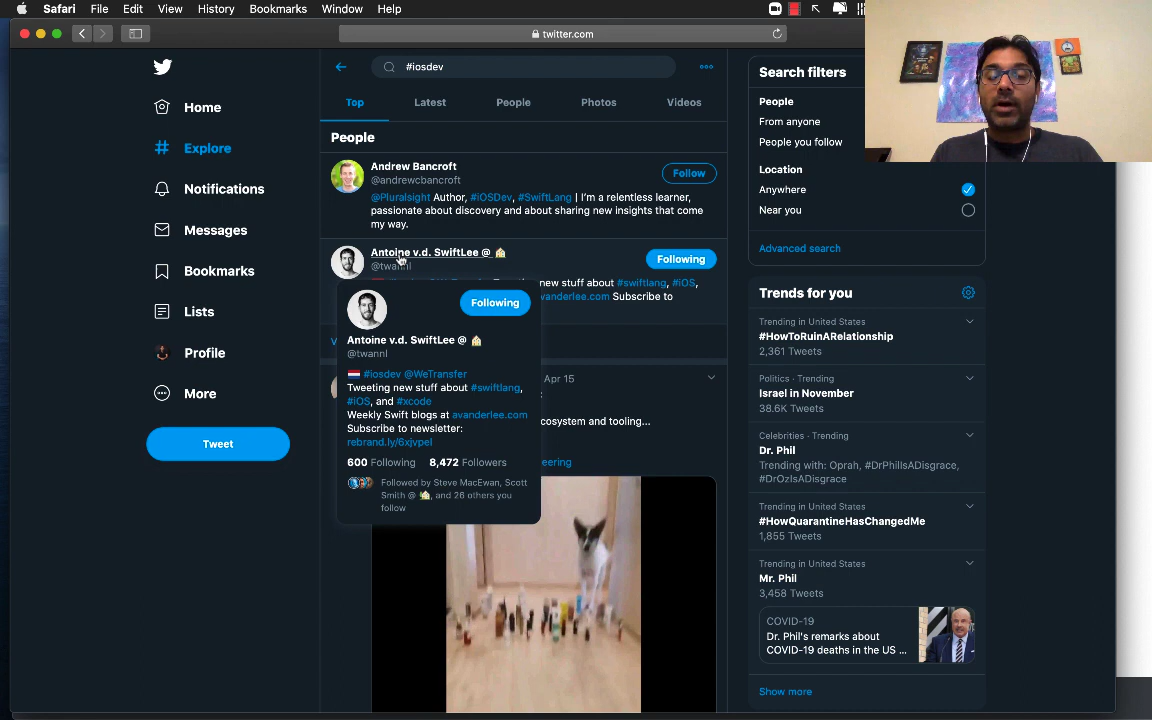 Safari File Edit View History Bookmarks Window Help
twitter.com
Home
Explore
Notifications
Messages
Bookmarks
Lists
Profile
More
Tweet
#iosdev
Top Latest People Photos Videos
People
Andrew Bancroft
@andrewcbancroft
Follow
@Pluralsight Author, #iOSDev, #SwiftLang | I'm a relentless learner,
passionate about discovery and about sharing new insights that come
my way.
Antoine v.d. SwiftLee @
@twannl
Following
new stuff about #swiftlang, #iOS,
avanderlee.com Subscribe to
Following
Antoine v.d. SwiftLee @
@twannl
#iosdev @WeTransfer
Tweeting new stuff about #swiftlang,
#iOS, and #xcode
Weekly Swift blogs at avanderlee.com
Subscribe to newsletter:
rebrand.ly/6xjvpel
600 Following 8,472 Followers
Followed by Steve MacEwan, Scott
Smith @ , and 26 others you
follow
Apr 15
cosystem and tooling...
eering
Search filters
People
From anyone
People you follow
Location
Anywhere
Near you
Advanced search
Trends for you
Trending in United States
#HowToRuinARelationship
2,361 Tweets
Politics · Trending
Israel in November
38.6K Tweets
Celebrities · Trending
Dr. Phil
Trending with: Oprah, #DrPhilIsADisgrace,
#DrOzIsADisgrace
Trending in United States
#HowQuarantineHasChangedMe
1,855 Tweets
Trending in United States
Mr. Phil
3,458 Tweets
COVID-19
Dr. Phil's remarks about
COVID-19 deaths in the US ...
Show more